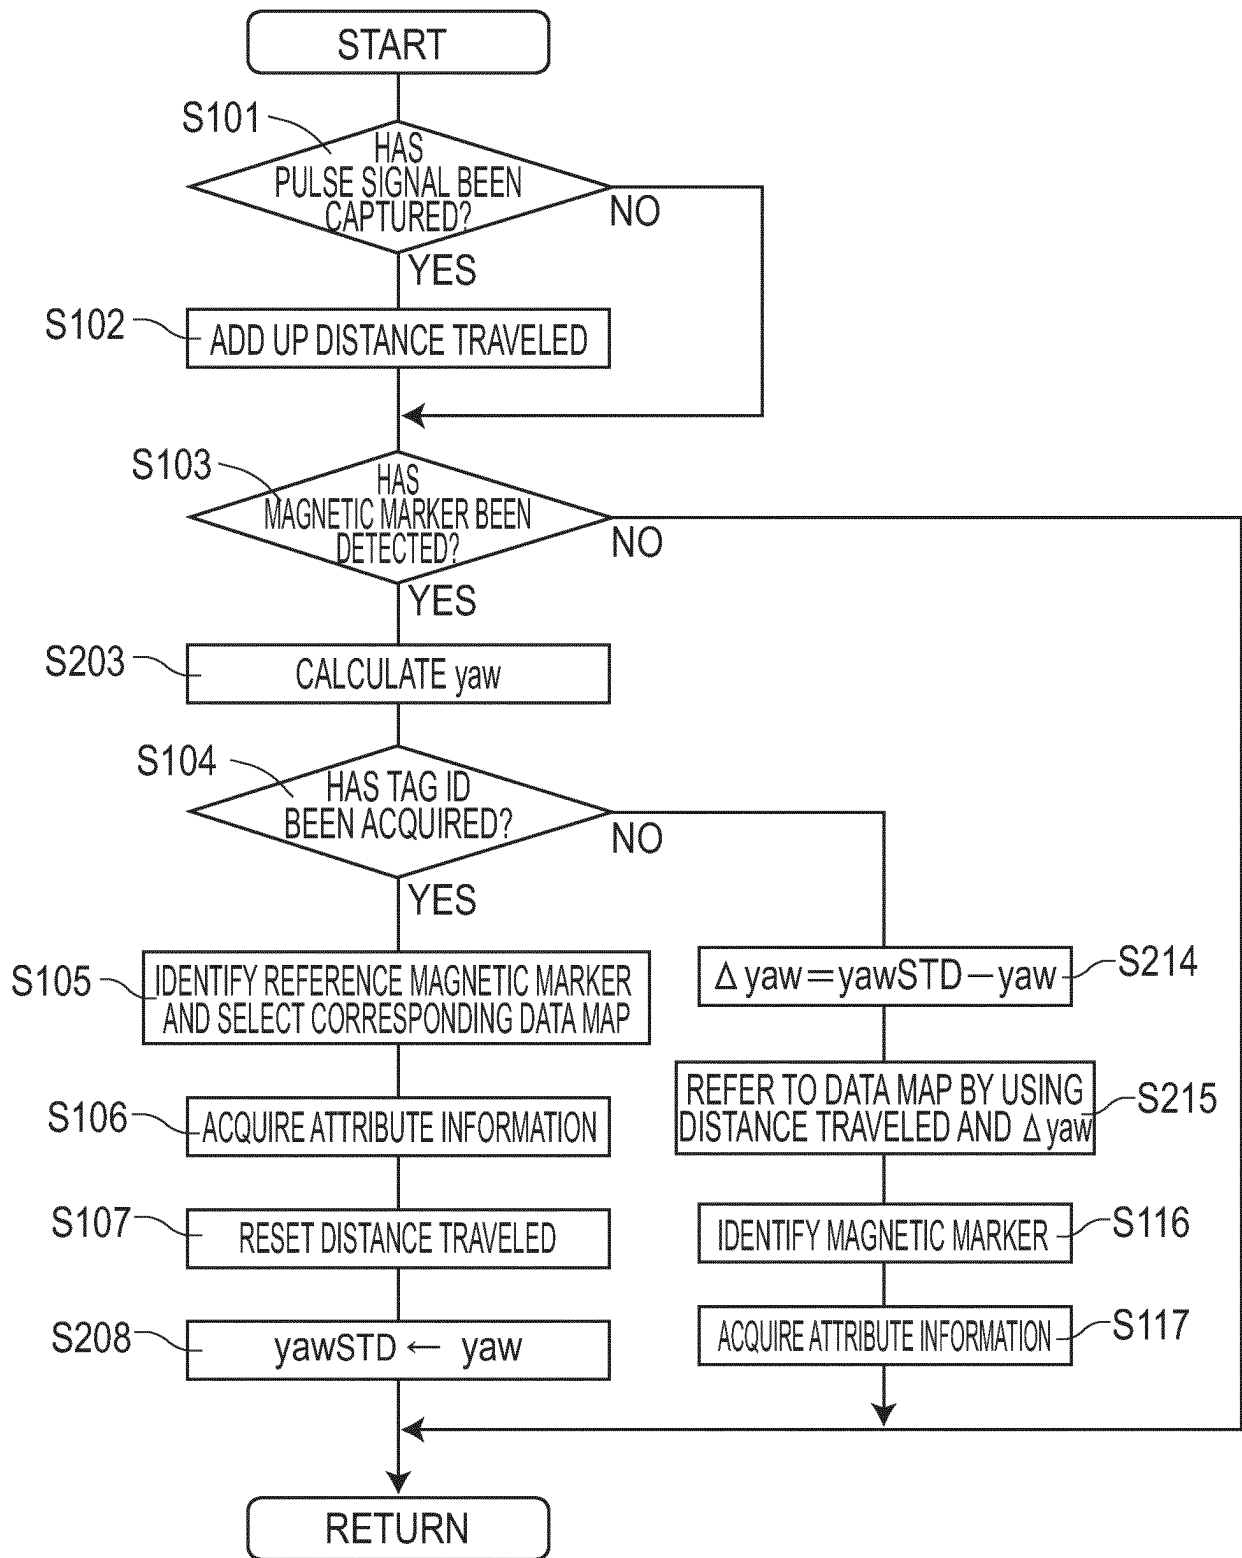 START
S101
HAS
PULSE SIGNAL BEEN
CAPTURED?
NO
YES
S102
ADD UP DISTANCE TRAVELED
S103
HAS
MAGNETIC MARKER BEEN
DETECTED?
NO
YES
S203
CALCULATE yaw
S104
HAS TAG ID
BEEN ACQUIRED?
NO
YES
S105
IDENTIFY REFERENCE MAGNETIC MARKER
AND SELECT CORRESPONDING DATA MAP
S106
ACQUIRE ATTRIBUTE INFORMATION
S107
RESET DISTANCE TRAVELED
S208
yawSTD ← yaw
Δyaw=yawSTD−yaw
S214
REFER TO DATA MAP BY USING
DISTANCE TRAVELED AND Δyaw
S215
IDENTIFY MAGNETIC MARKER
S116
ACQUIRE ATTRIBUTE INFORMATION
S117
RETURN